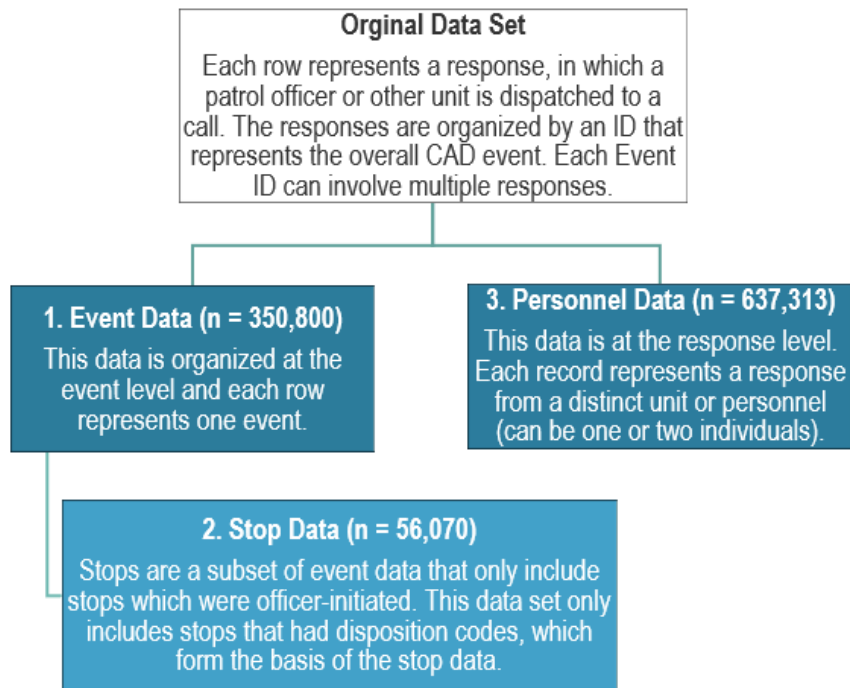 Orginal Data Set
Each row represents a response, in which a
patrol officer or other unit is dispatched to a
call. The responses are organized by an ID that
represents the overall CAD event. Each Event
ID can involve multiple responses.
1. Event Data (n = 350,800)
This data is organized at the
event level and each row
represents one event.
3. Personnel Data (n = 637,313)
This data is at the response level.
Each record represents a response
from a distinct unit or personnel
(can be one or two individuals).
2. Stop Data (n = 56,070)
Stops are a subset of event data that only include
stops which were officer-initiated. This data set only
includes stops that had disposition codes, which
form the basis of the stop data.